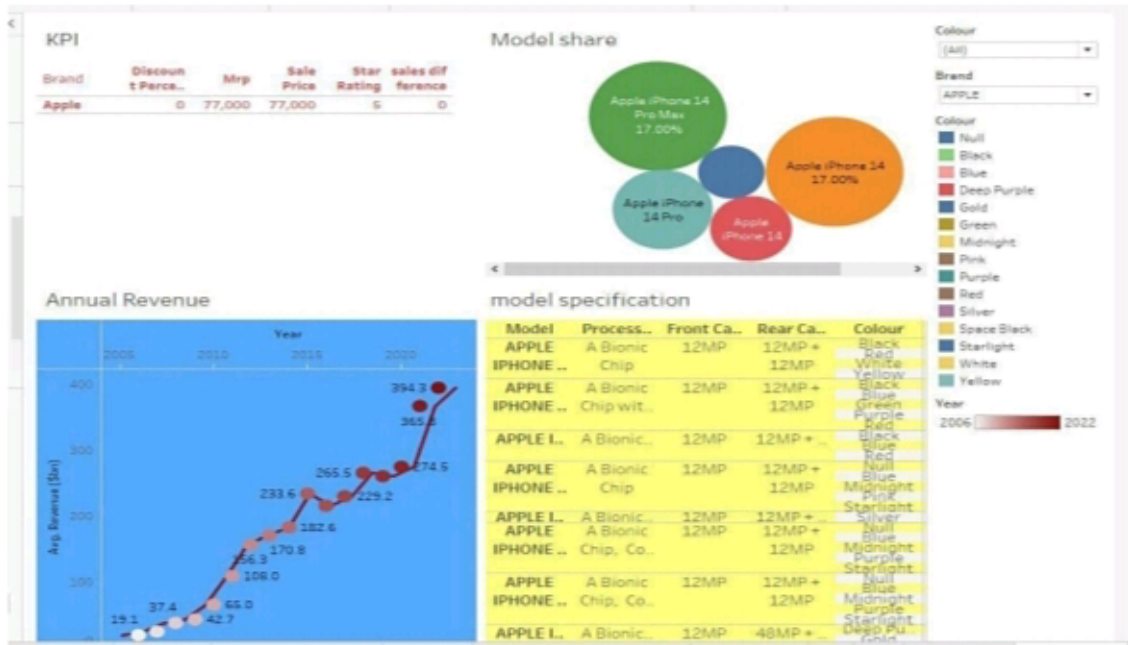 KPI
Brand Discoun t Perce.. Mrp Sale Price Star Rating sales dif ference
Apple 0 77,000 77,000 5 0
Model share
Apple iPhone 14
Pro Max
17.00%
Apple iPhone 14
17.00%
Apple iPhone
14 Pro
Apple
iPhone 14
Colour
(All)
Brand
APPLE
Colour
Null
Black
Blue
Deep Purple
Gold
Green
Midnight
Pink
Purple
Red
Silver
Space Black
Starlight
White
Yellow
Year
2006 2022
Annual Revenue
Year
2005 2010 2015 2020
Avg. Revenue ($bn)
400
300
200
100
0
394.3
365.8
274.5
265.5
233.6
229.2
182.6
170.8
156.3
108.0
65.0
42.7
37.4
19.1
model specification
Model Process.. Front Ca.. Rear Ca.. Colour
APPLE IPHONE .. A Bionic Chip 12MP 12MP + 12MP Black
Red
White
Yellow
APPLE IPHONE .. A Bionic Chip wit.. 12MP 12MP + 12MP Black
Blue
Green
Purple
Red
APPLE I.. A Bionic.. 12MP 12MP + .. Black
Blue
Red
APPLE IPHONE .. A Bionic Chip 12MP 12MP + 12MP Null
Blue
Midnight
Pink
Starlight
APPLE I.. A Bionic.. 12MP 12MP + .. Silver
APPLE IPHONE .. A Bionic Chip, Co.. 12MP 12MP + 12MP Null
Blue
Midnight
Purple
Starlight
APPLE IPHONE .. A Bionic Chip, Co.. 12MP 12MP + 12MP Null
Blue
Midnight
Purple
Starlight
APPLE I.. A Bionic.. 12MP 48MP + .. Deep Pu..
Gold